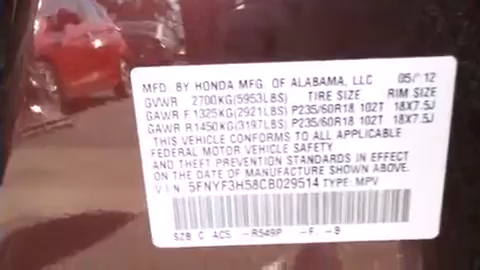 MFD BY HONDA MFG OF ALABAMA, LLC 05/12
GVWR 2700KG(5953LBS) TIRE SIZE RIM SIZE
GAWR F 1325KG(2921LBS) P235/60R18 102T 18X7.5J
GAWR R 1450KG(3197LBS) P235/60R18 102T 18X7.5J
THIS VEHICLE CONFORMS TO ALL APPLICABLE
FEDERAL MOTOR VEHICLE SAFETY
AND THEFT PREVENTION STANDARDS IN EFFECT
ON THE DATE OF MANUFACTURE SHOWN ABOVE.
V.I.N. 5FNYF3H58CB029514 TYPE: MPV
SZB C AC5 -R549P -F. -B